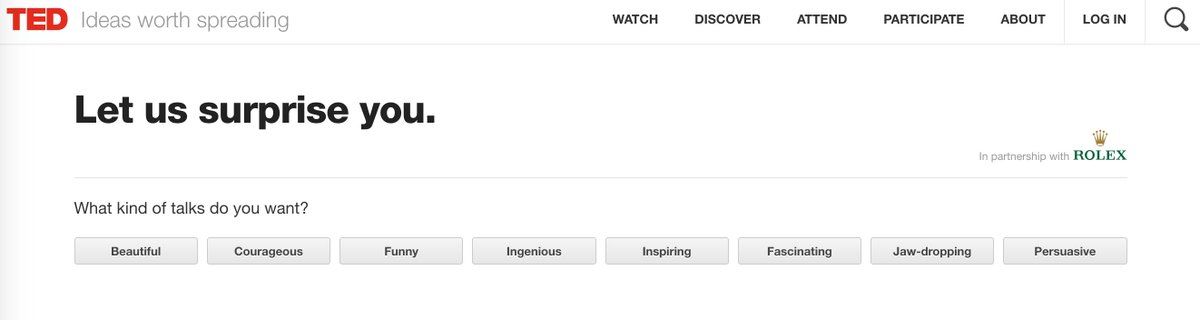 TED Ideas worth spreading WATCH DISCOVER ATTEND PARTICIPATE ABOUT LOG IN
Let us surprise you.
In partnership with ROLEX
What kind of talks do you want?
Beautiful Courageous Funny Ingenious Inspiring Fascinating Jaw-dropping Persuasive